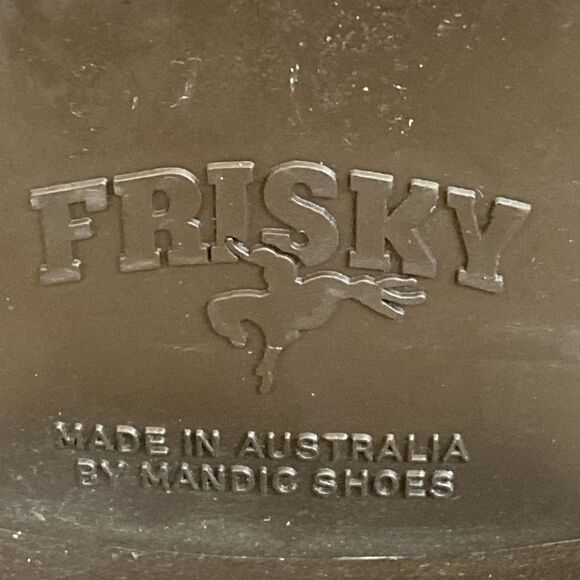 FRISKY
MADE IN AUSTRALIA
BY MANDIC SHOES